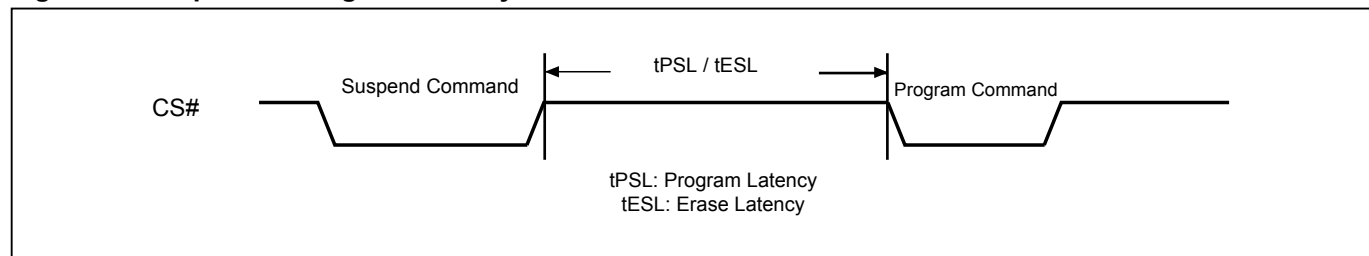 tPSL / tESL
Suspend Command
Program Command
CS#
tPSL: Program Latency
tESL: Erase Latency